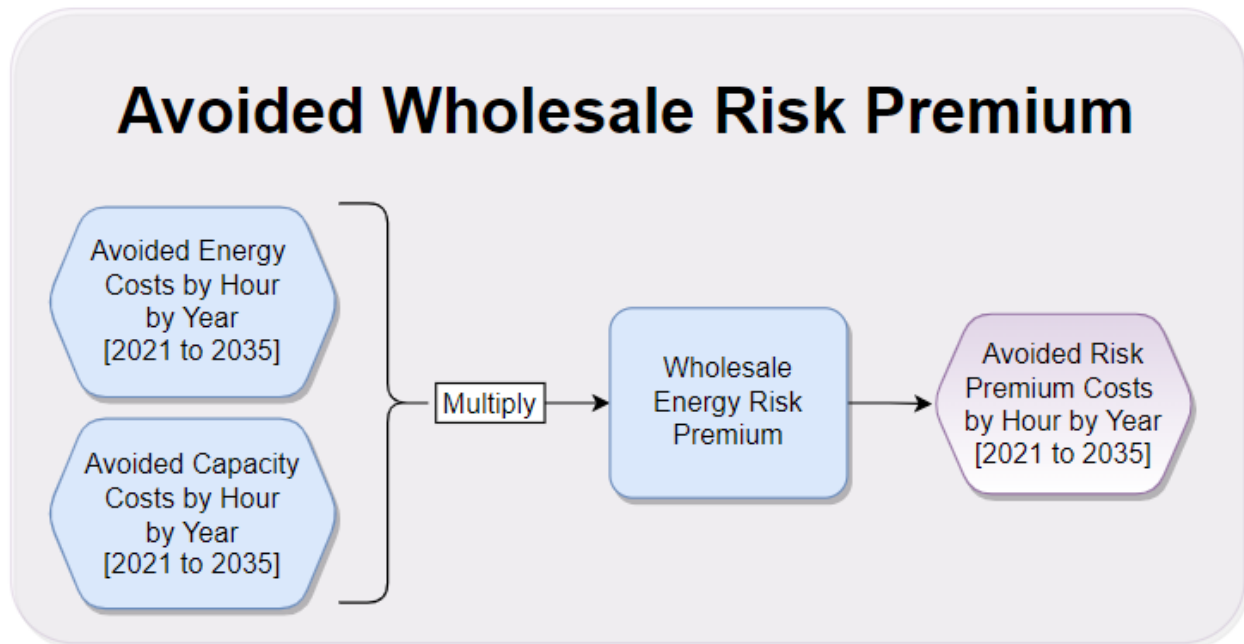 Avoided Wholesale Risk Premium
Avoided Energy
Costs by Hour
by Year
[2021 to 2035]
Avoided Capacity
Costs by Hour
by Year
[2021 to 2035]
Multiply
Wholesale
Energy Risk
Premium
Avoided Risk
Premium Costs
by Hour by Year
[2021 to 2035]